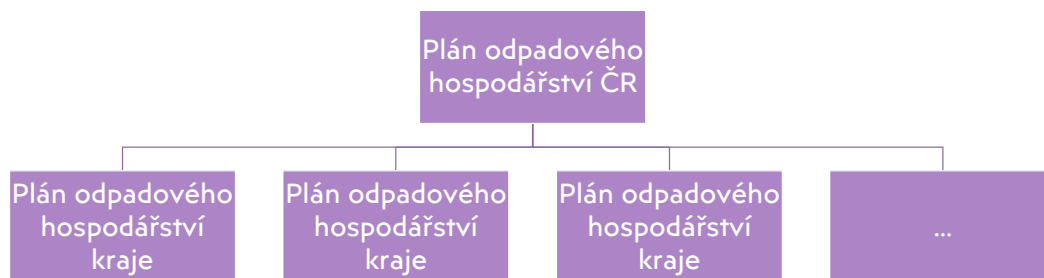 Plán odpadového
hospodářství ČR
Plán odpadového
hospodářství
kraje
Plán odpadového
hospodářství
kraje
Plán odpadového
hospodářství
kraje
...